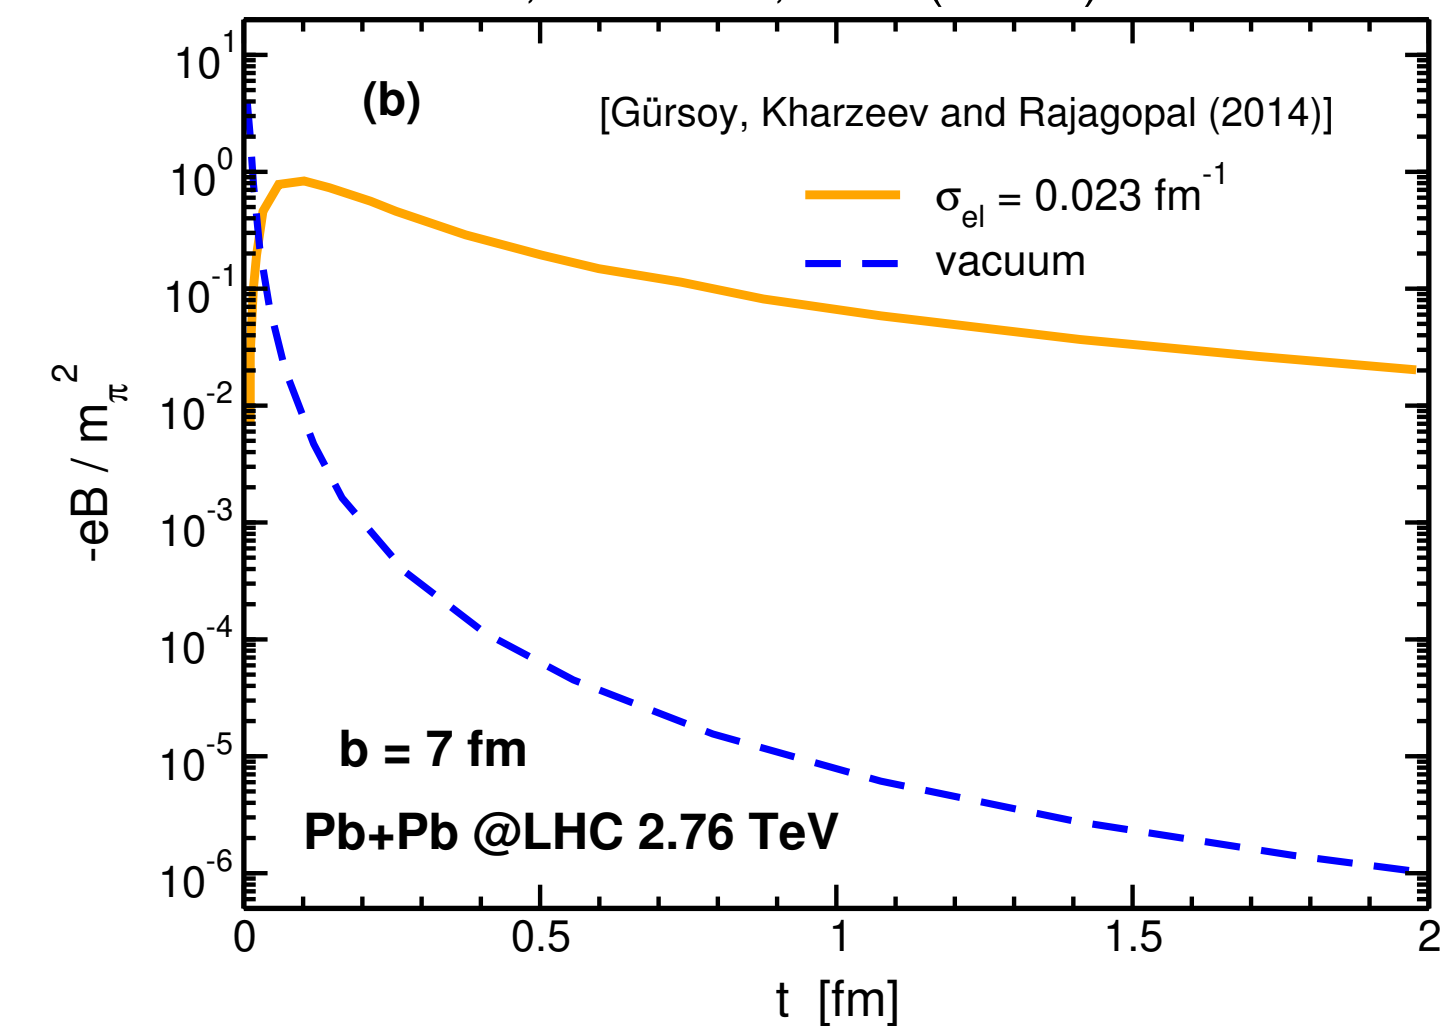 (b)
[Gürsoy, Kharzeev and Rajagopal (2014)]
σ_el = 0.023 fm^-1
vacuum
10^1
10^0
10^-1
10^-2
10^-3
10^-4
10^-5
10^-6
-eB / m_π^2
b = 7 fm
Pb+Pb @LHC 2.76 TeV
0 0.5 1 1.5 2
t [fm]